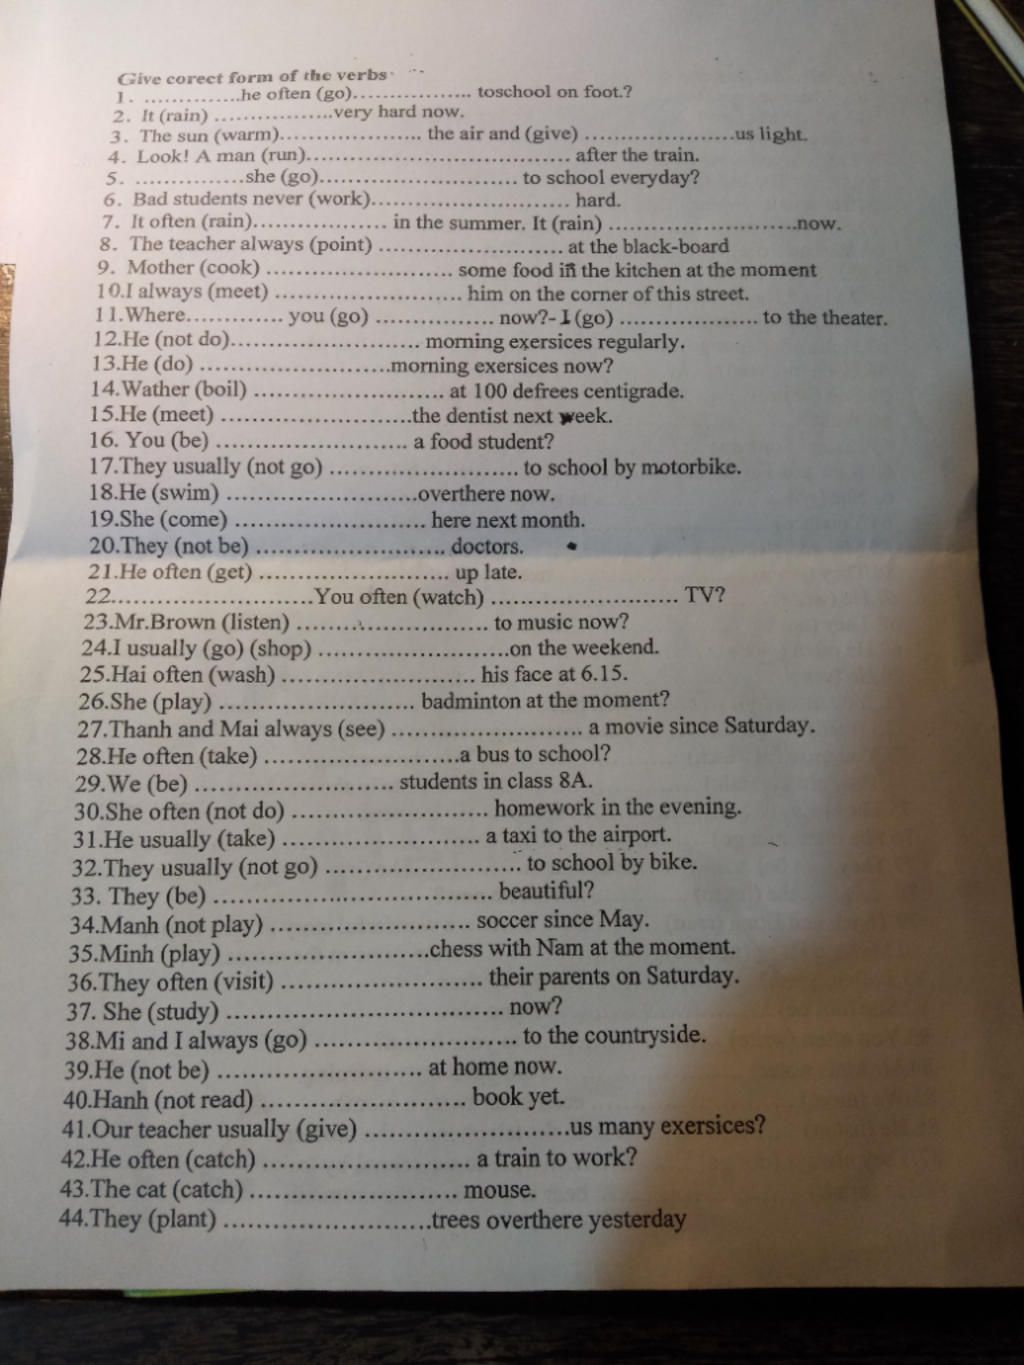 Give corect form of the verbs
1. ..............he often (go)................. toschool on foot.?
2. It (rain) .................very hard now.
3. The sun (warm)..................... the air and (give) ......................us light.
4. Look! A man (run)....................................... after the train.
5. ................she (go)............................. to school everyday?
6. Bad students never (work)............................. hard.
7. It often (rain).................... in the summer. It (rain) ...........................now.
8. The teacher always (point) ........................... at the black-board
9. Mother (cook) ........................... some food in the kitchen at the moment
10.I always (meet) ........................... him on the corner of this street.
11.Where.............. you (go) ................. now?- I (go) .................... to the theater.
12.He (not do)........................... morning exersices regularly.
13.He (do) ...........................morning exersices now?
14.Wather (boil) ........................... at 100 defrees centigrade.
15.He (meet) ...........................the dentist next week.
16. You (be) ........................... a food student?
17.They usually (not go) ........................... to school by motorbike.
18.He (swim) ...........................overthere now.
19.She (come) ........................... here next month.
20.They (not be) ........................... doctors.
21.He often (get) ........................... up late.
22.............................You often (watch) ........................... TV?
23.Mr.Brown (listen) ........................... to music now?
24.I usually (go) (shop) ...........................on the weekend.
25.Hai often (wash) ........................... his face at 6.15.
26.She (play) ........................... badminton at the moment?
27.Thanh and Mai always (see) ........................... a movie since Saturday.
28.He often (take) ...........................a bus to school?
29.We (be) ........................... students in class 8A.
30.She often (not do) ........................... homework in the evening.
31.He usually (take) ........................... a taxi to the airport.
32.They usually (not go) ........................... to school by bike.
33. They (be) ......................................... beautiful?
34.Manh (not play) ........................... soccer since May.
35.Minh (play) ...........................chess with Nam at the moment.
36.They often (visit) ........................... their parents on Saturday.
37. She (study) ..................................... now?
38.Mi and I always (go) ........................... to the countryside.
39.He (not be) ........................... at home now.
40.Hanh (not read) ........................... book yet.
41.Our teacher usually (give) ...........................us many exersices?
42.He often (catch) ........................... a train to work?
43.The cat (catch) ........................... mouse.
44.They (plant) ...........................trees overthere yesterday